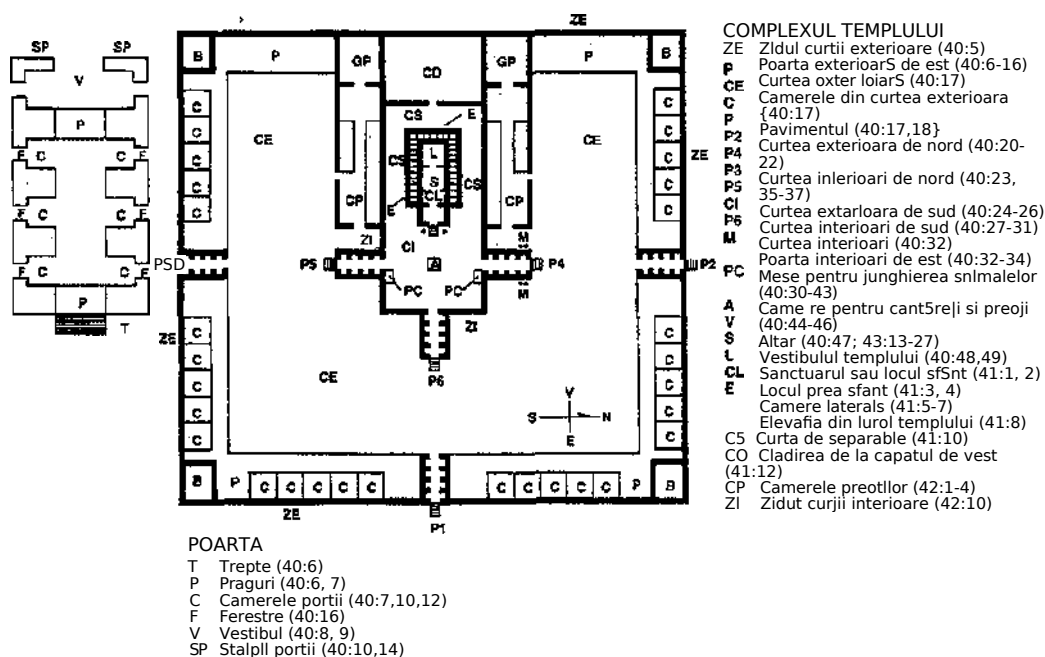 COMPLEXUL TEMPLULUI
ZE ZIdul curtii exterioare (40:5)
P Poarta exterioarS de est (40:6-16)
CE Curtea oxter loiarS (40:17)
C Camerele din curtea exterioara
{40:17)
P Pavimentul (40:17,18}
P2 Curtea exterioara de nord (40:20-
P4 22)
P3 Curtea inlerioari de nord (40:23,
P5 35-37)
CI Curtea extarloara de sud (40:24-26)
P6 Curtea interioari de sud (40:27-31)
M Curtea interioari (40:32)
Poarta interioari de est (40:32-34)
PC Mese pentru junghierea snlmalelor
(40:30-43)
A Came re pentru cant5re|i si preoji
V (40:44-46)
S Altar (40:47; 43:13-27)
L Vestibulul templului (40:48,49)
CL Sanctuarul sau locul sfSnt (41:1, 2)
E Locul prea sfant (41:3, 4)
Camere laterals (41:5-7)
Elevafia din lurol templului (41:8)
C5 Curta de separable (41:10)
CO Cladirea de la capatul de vest
(41:12)
CP Camerele preotllor (42:1-4)
ZI Zidut curjii interioare (42:10)
SP SP
V
P
F C C F
F C C F
F C C F
P
T
ZE
B P GP CD GP P B
C C
C CS E C
C CE L CE C ZE
C CS S CS C
C CP CL CP C
E
ZI CI M
PSD P5 A P4 P2
PC PC M
ZE ZI
C C
C P6 C
C CE V C
C S N C
C E C
B P C C C C C C C C C C P B
ZE P1
POARTA
T Trepte (40:6)
P Praguri (40:6, 7)
C Camerele portii (40:7,10,12)
F Ferestre (40:16)
V Vestibul (40:8, 9)
SP Stalpll portii (40:10,14)